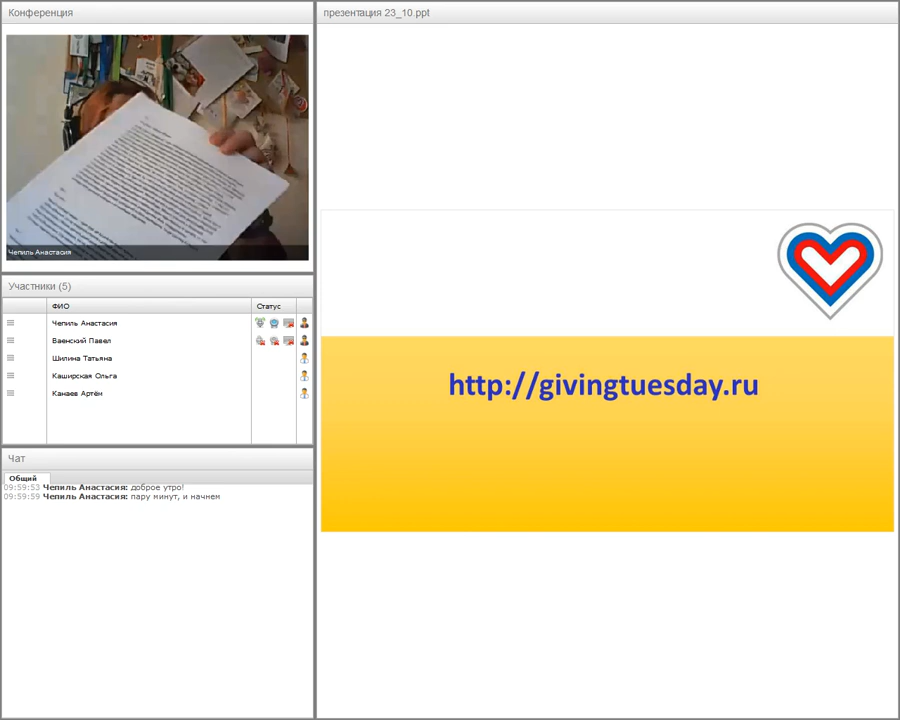 Конференция
Чепиль Анастасия
Участники (5)
ФИО
Статус
Чепиль Анастасия
Ваенский Павел
Шилина Татьяна
Каширская Ольга
Канаев Артём
Чат
Общий
09:59:53 Чепиль Анастасия: доброе утро!
09:59:59 Чепиль Анастасия: пару минут, и начнем
презентация 23_10.ppt
http://givingtuesday.ru